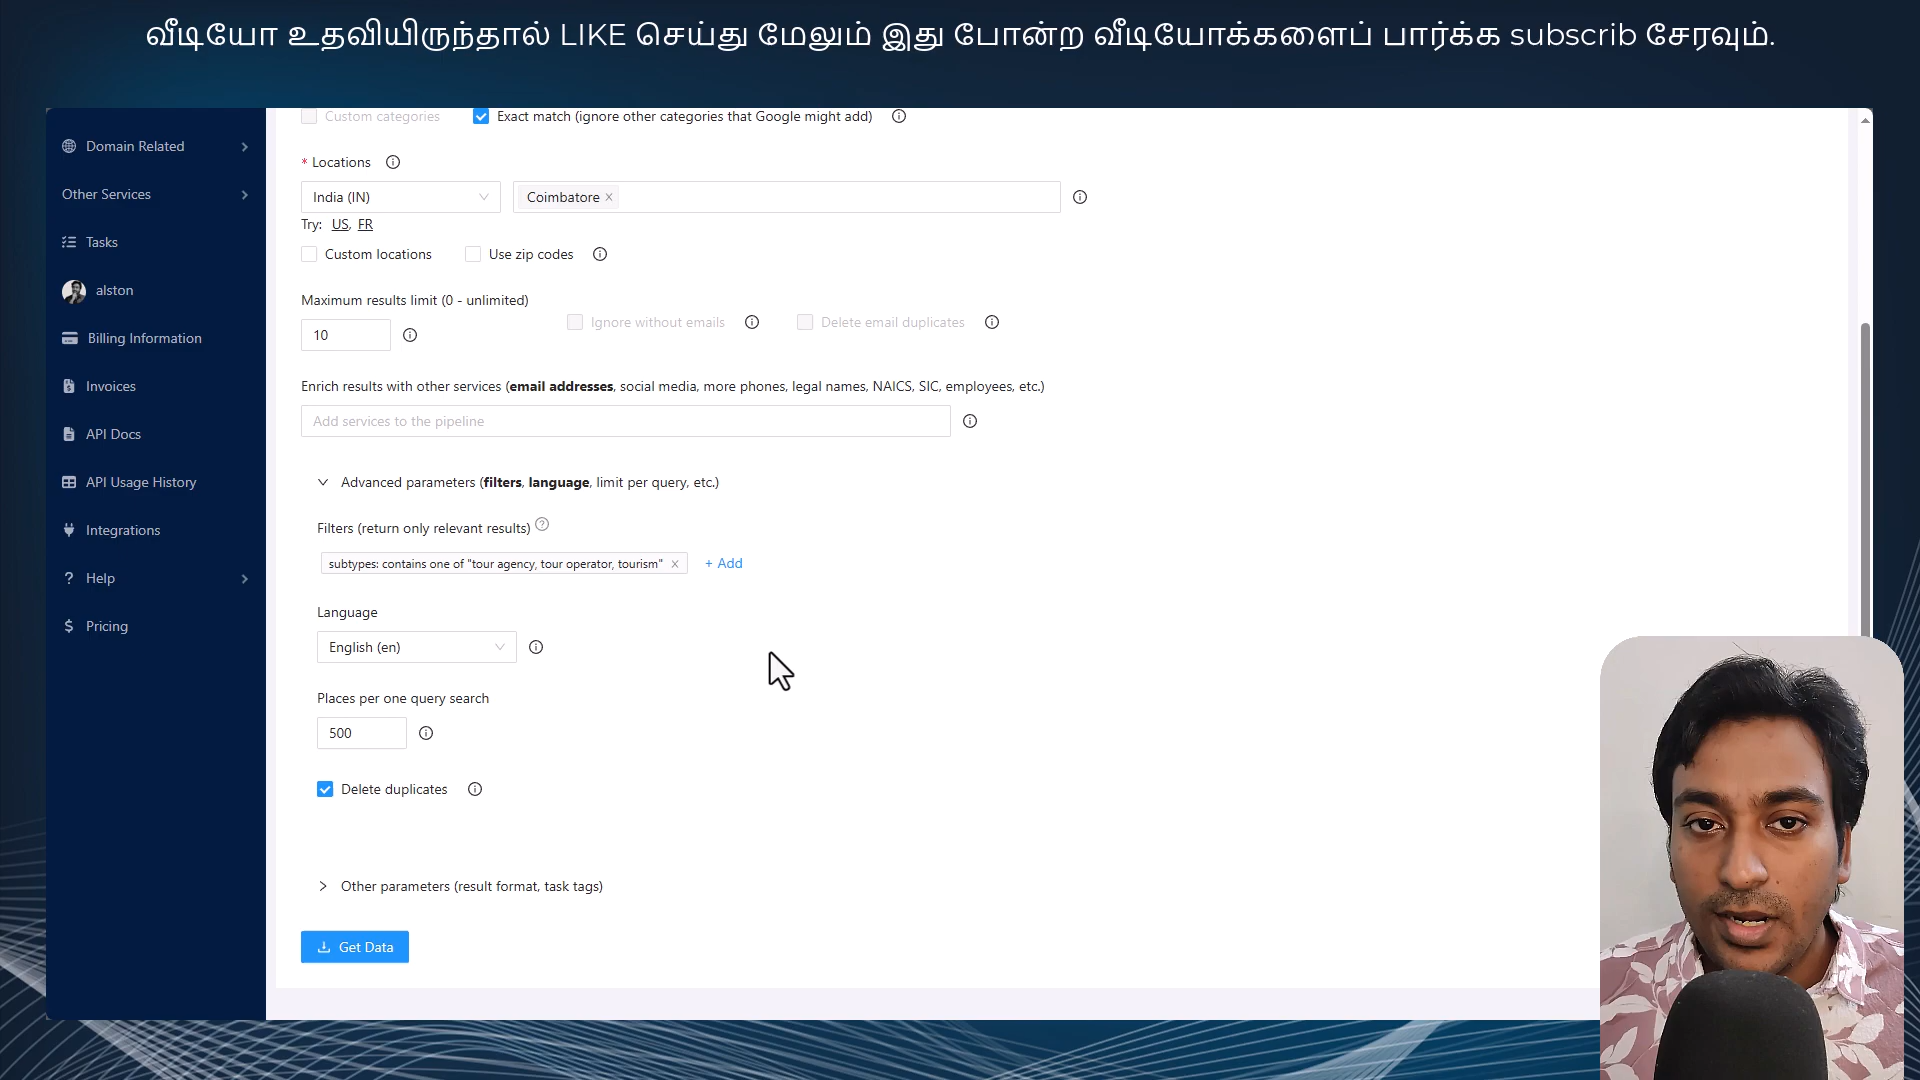 வீடியோ உதவியிருந்தால் LIKE செய்து மேலும் இது போன்ற வீடியோக்களைப் பார்க்க subscrib சேரவும்.
Domain Related
Other Services
Tasks
alston
Billing Information
Invoices
API Docs
API Usage History
Integrations
? Help
$ Pricing
Custom categories
Exact match (ignore other categories that Google might add)
* Locations
India (IN)
Coimbatore
Try: US, FR
Custom locations
Use zip codes
Maximum results limit (0 - unlimited)
10
Ignore without emails
Delete email duplicates
Enrich results with other services (email addresses, social media, more phones, legal names, NAICS, SIC, employees, etc.)
Add services to the pipeline
Advanced parameters (filters, language, limit per query, etc.)
Filters (return only relevant results)
subtypes: contains one of "tour agency, tour operator, tourism"
+ Add
Language
English (en)
Places per one query search
500
Delete duplicates
Other parameters (result format, task tags)
Get Data